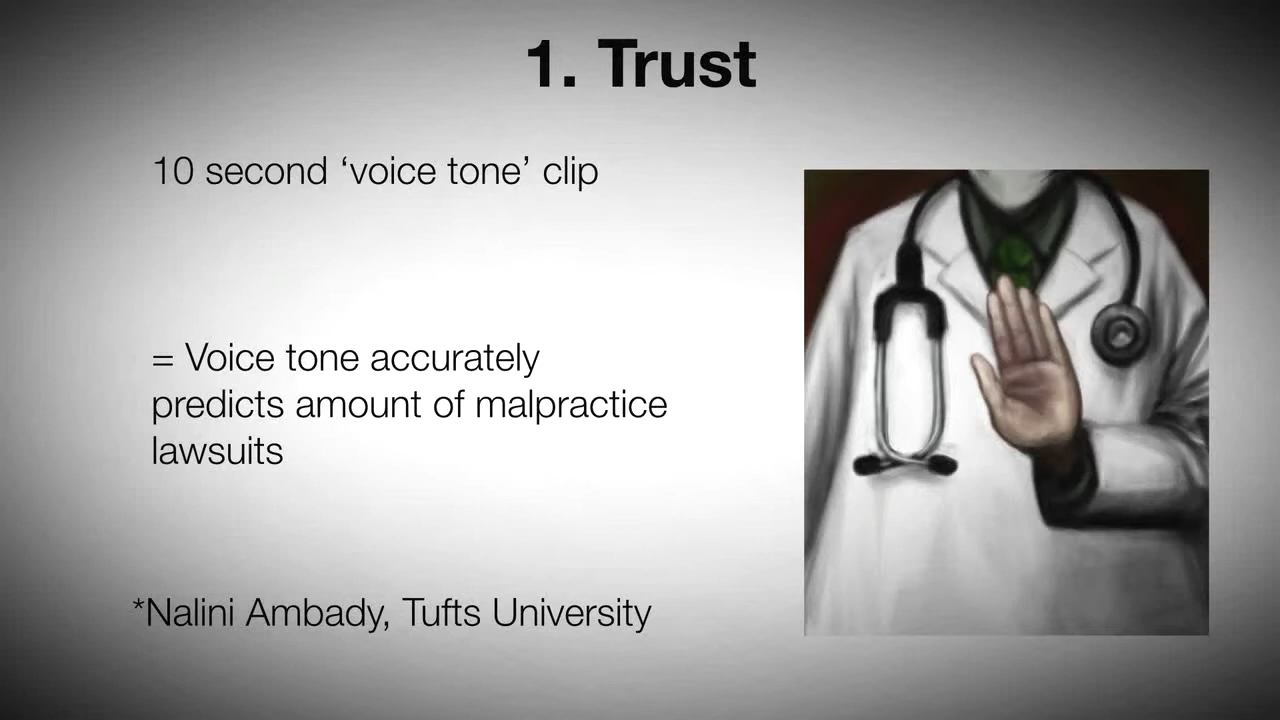 1. Trust
10 second ‘voice tone’ clip
= Voice tone accurately
predicts amount of malpractice
lawsuits
*Nalini Ambady, Tufts University